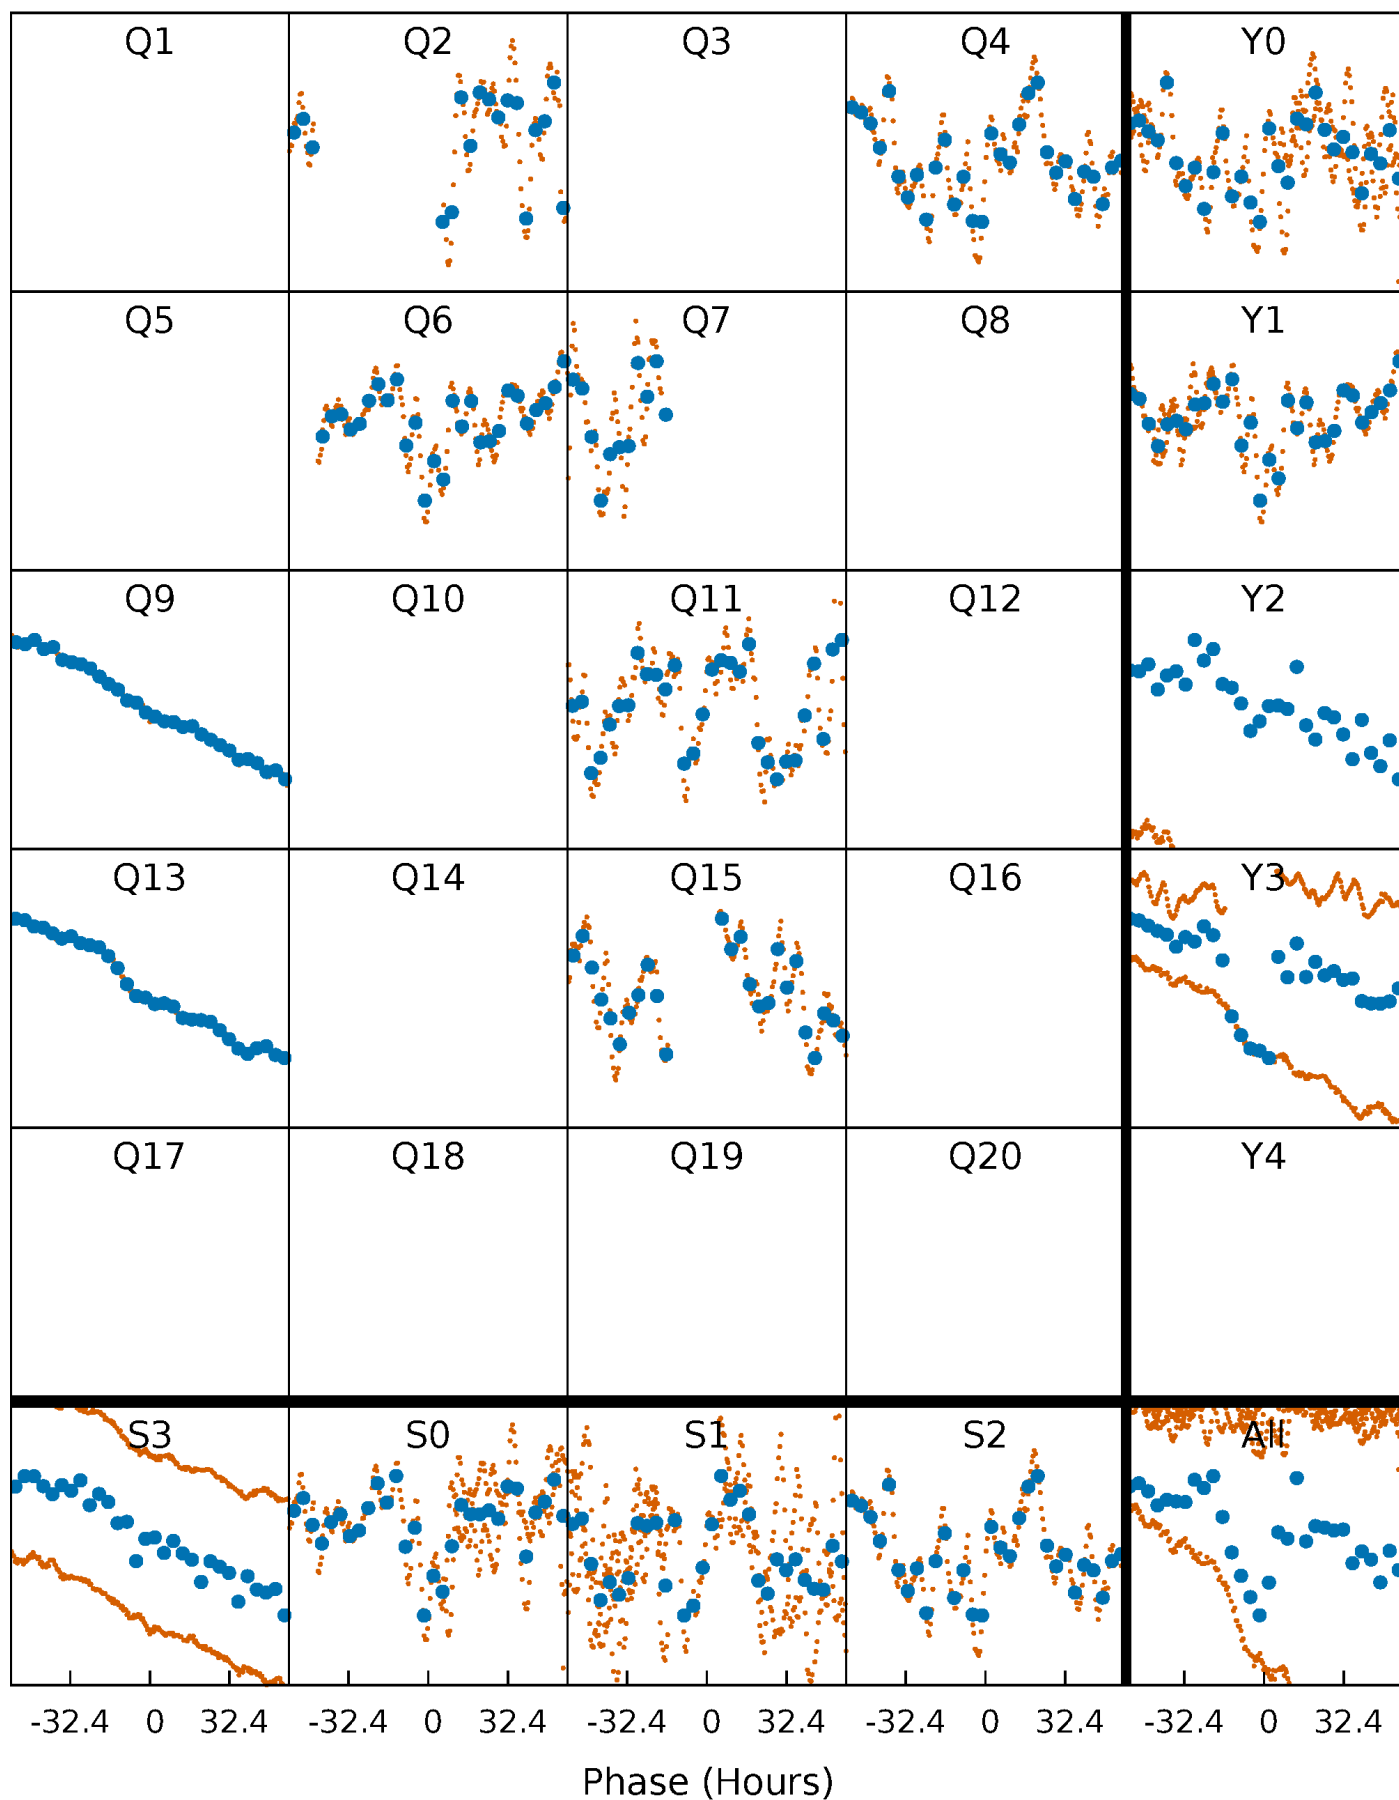 Q1 Q2 Q3 Q4 Y0
Q5 Q6 Q7 Q8 Y1
Q9 Q10 Q11 Q12 Y2
Q13 Q14 Q15 Q16 Y3
Q17 Q18 Q19 Q20 Y4
S3 S0 S1 S2 All
-32.4 0 32.4 -32.4 0 32.4 -32.4 0 32.4 -32.4 0 32.4 -32.4 0 32.4
Phase (Hours)